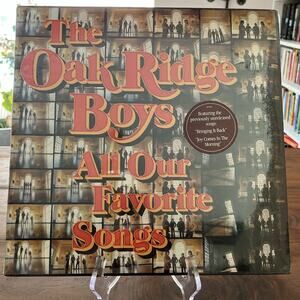 The
Oak Ridge
Boys
All Our
Favorite
Songs
Featuring the
previously unreleased
songs
"Bringing It Back"
"Joy Comes In The
Morning"